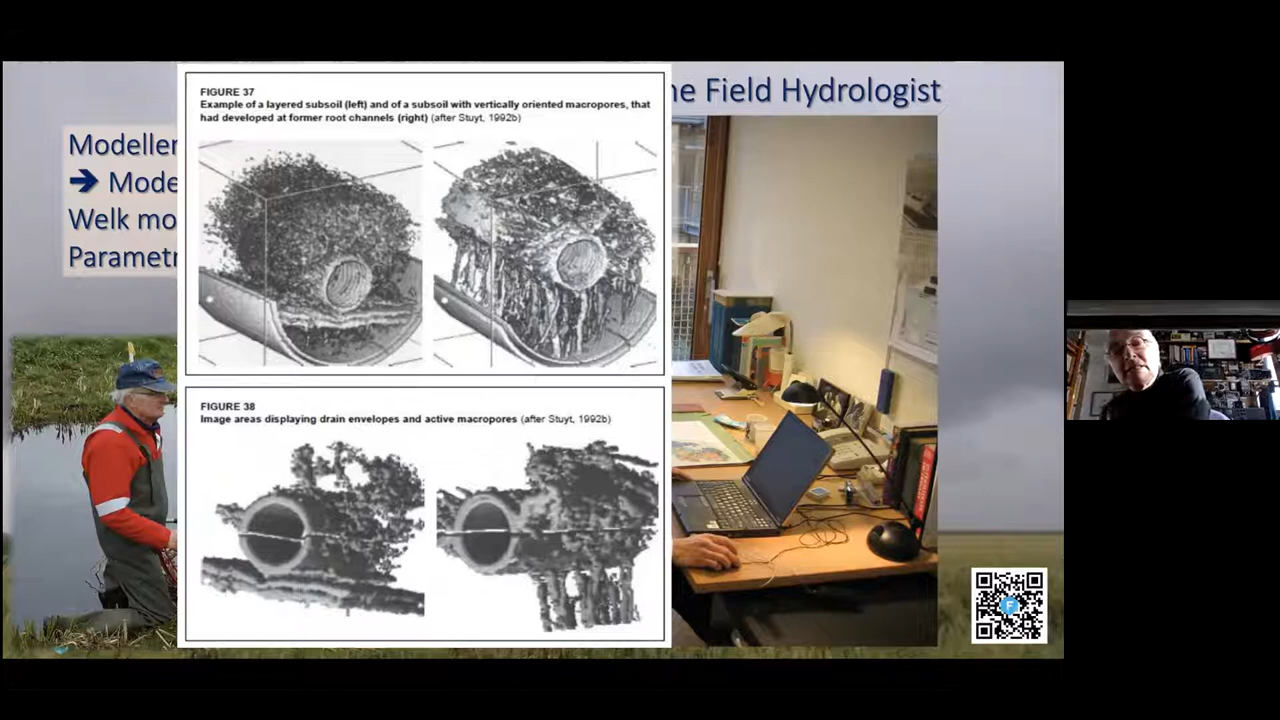 ne Field Hydrologist
Modeller
➔ Mode
Welk mo
Parametr
FIGURE 37
Example of a layered subsoil (left) and of a subsoil with vertically oriented macropores, that
had developed at former root channels (right) (after Stuyt, 1992b)
FIGURE 38
Image areas displaying drain envelopes and active macropores (after Stuyt, 1992b)
F